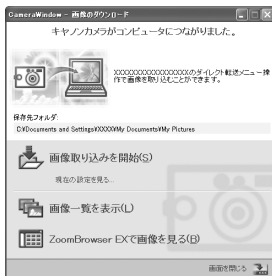 CameraWindow - 画像のダウンロード
キヤノンカメラがコンピュータにつながりました。
XXXXXXXXXXXXXXXXXXのダイレクト転送メニュー操
作で画像を取り込むことができます。
保存先フォルダ:
C:¥Documents and Settings¥XXXXX¥My Documents¥My Pictures
画像取り込みを開始(S)
現在の設定を見る...
画像一覧を表示(L)
ZoomBrowser EXで画像を見る(B)
画面を閉じる